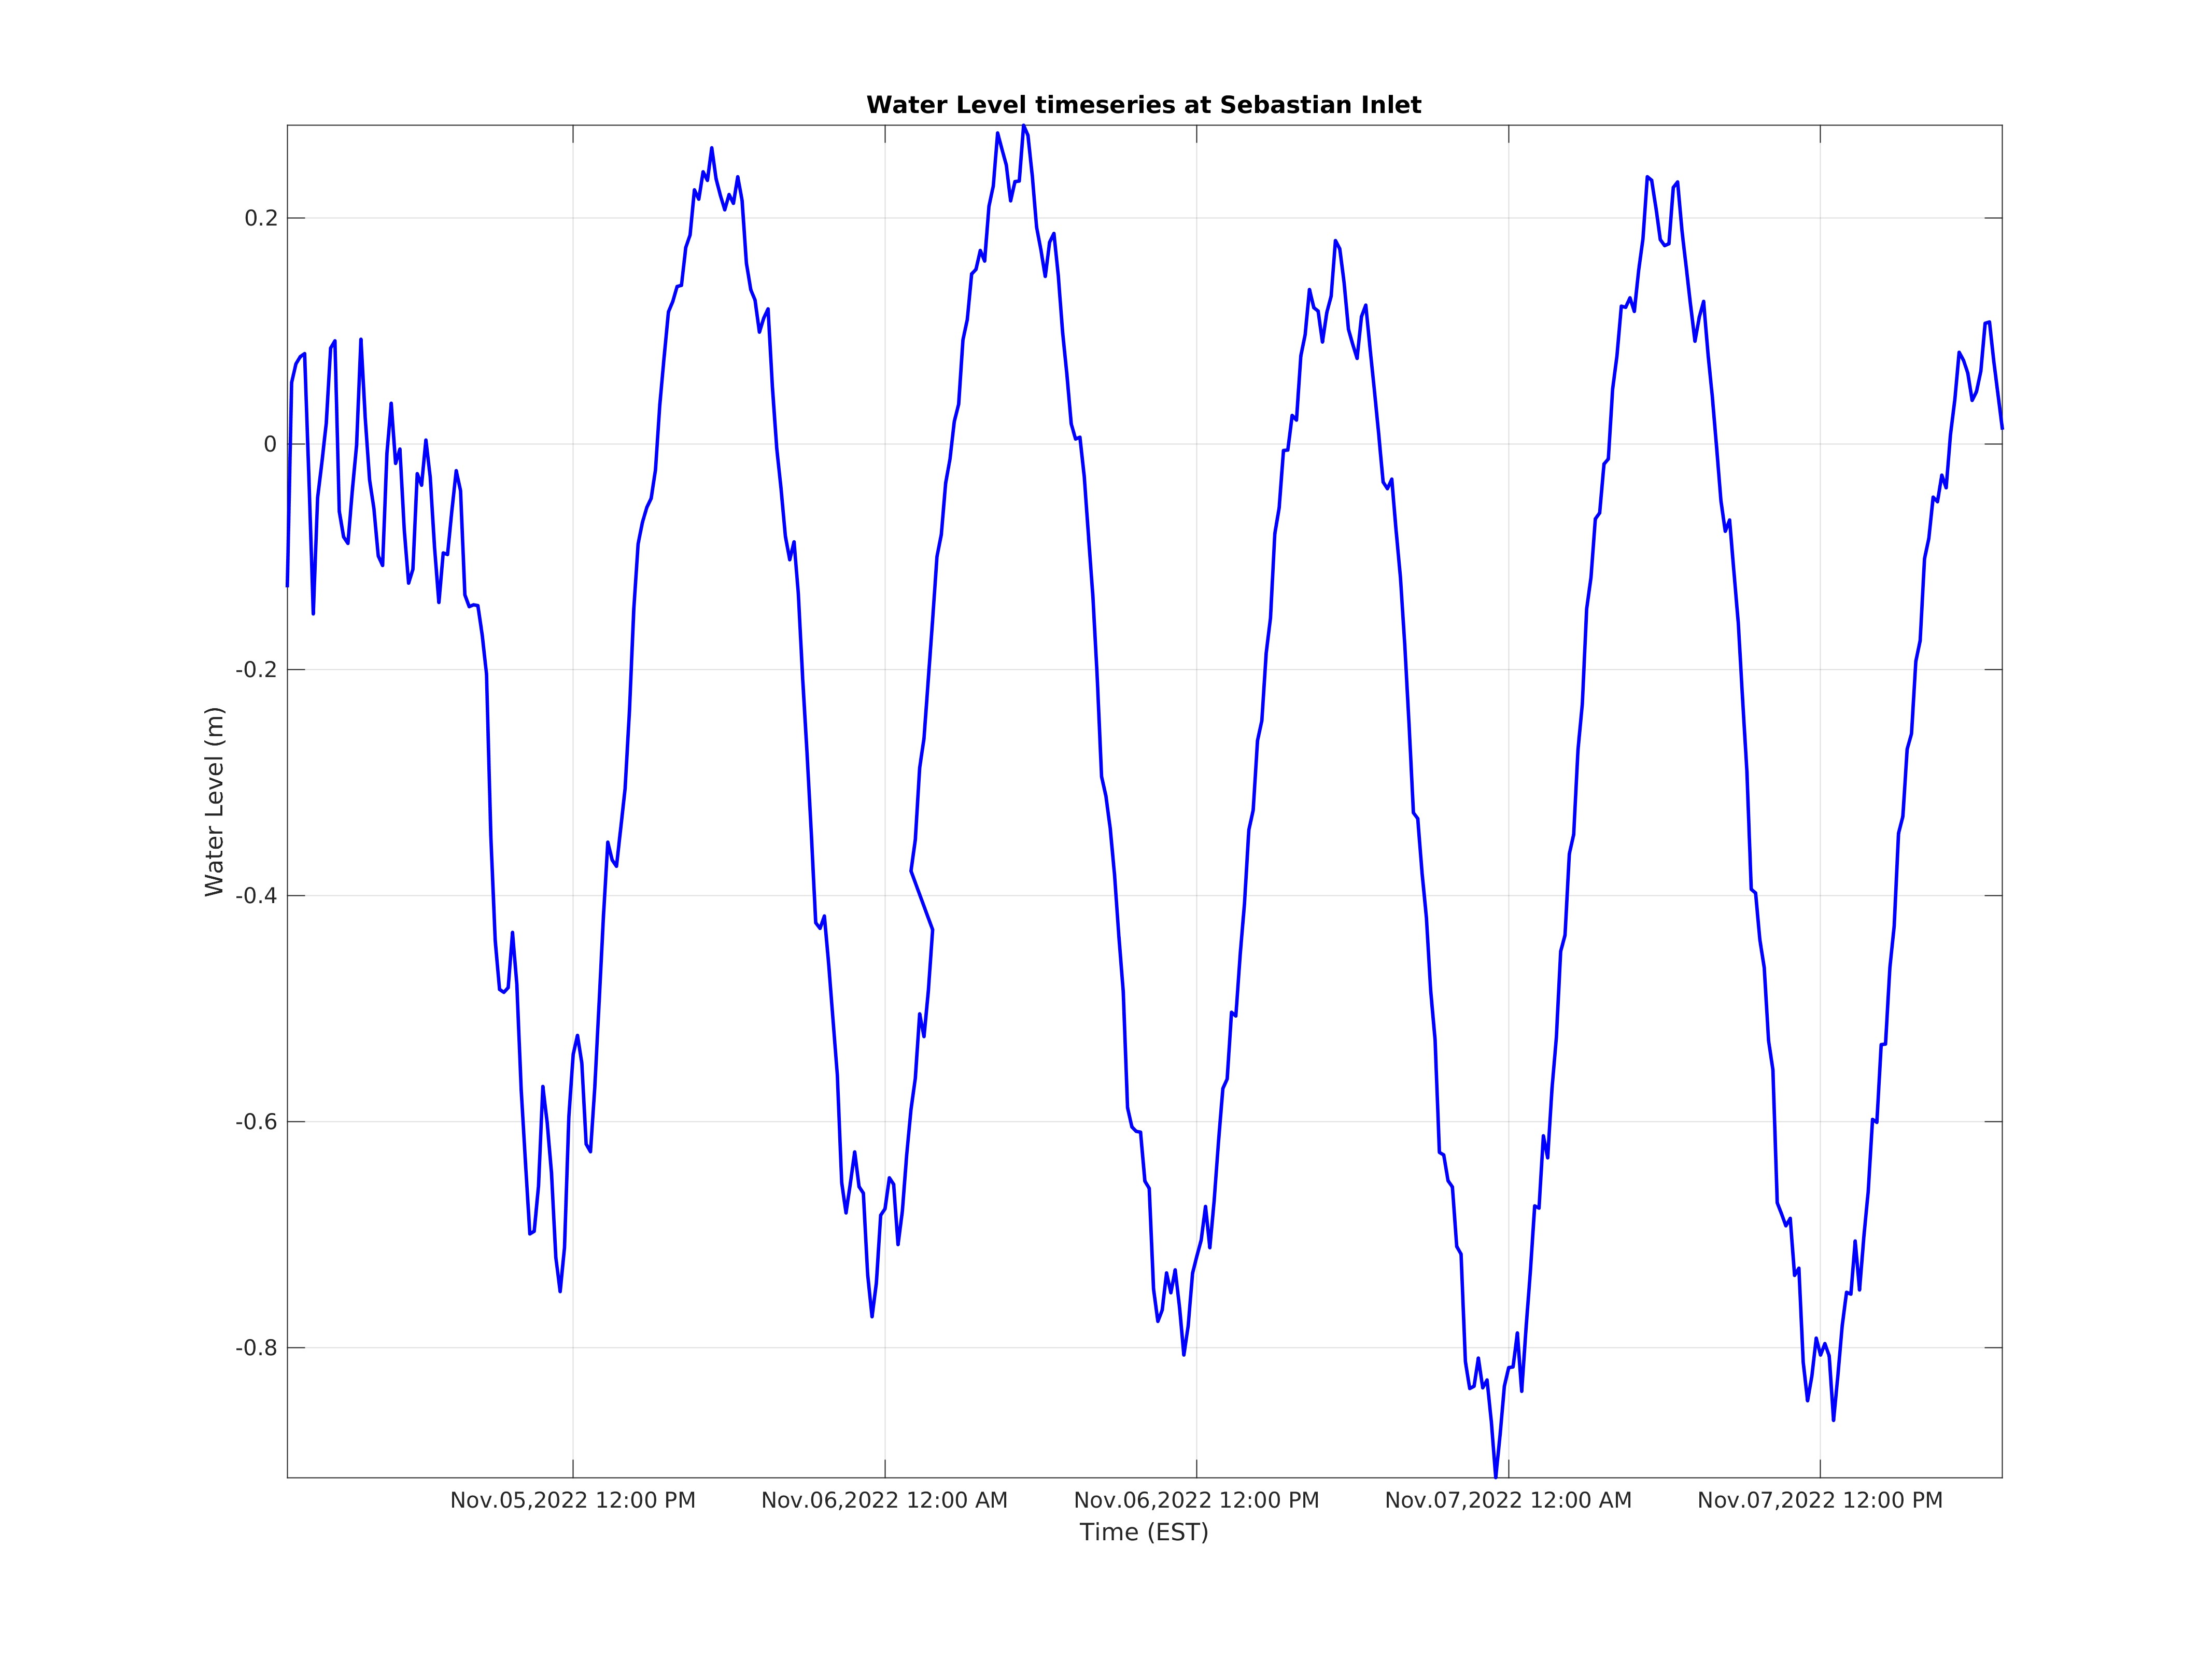 Water Level timeseries at Sebastian Inlet
0.2
0
-0.2
-0.4
-0.6
-0.8
Water Level (m)
Nov.05,2022 12:00 PM
Nov.06,2022 12:00 AM
Nov.06,2022 12:00 PM
Nov.07,2022 12:00 AM
Nov.07,2022 12:00 PM
Time (EST)